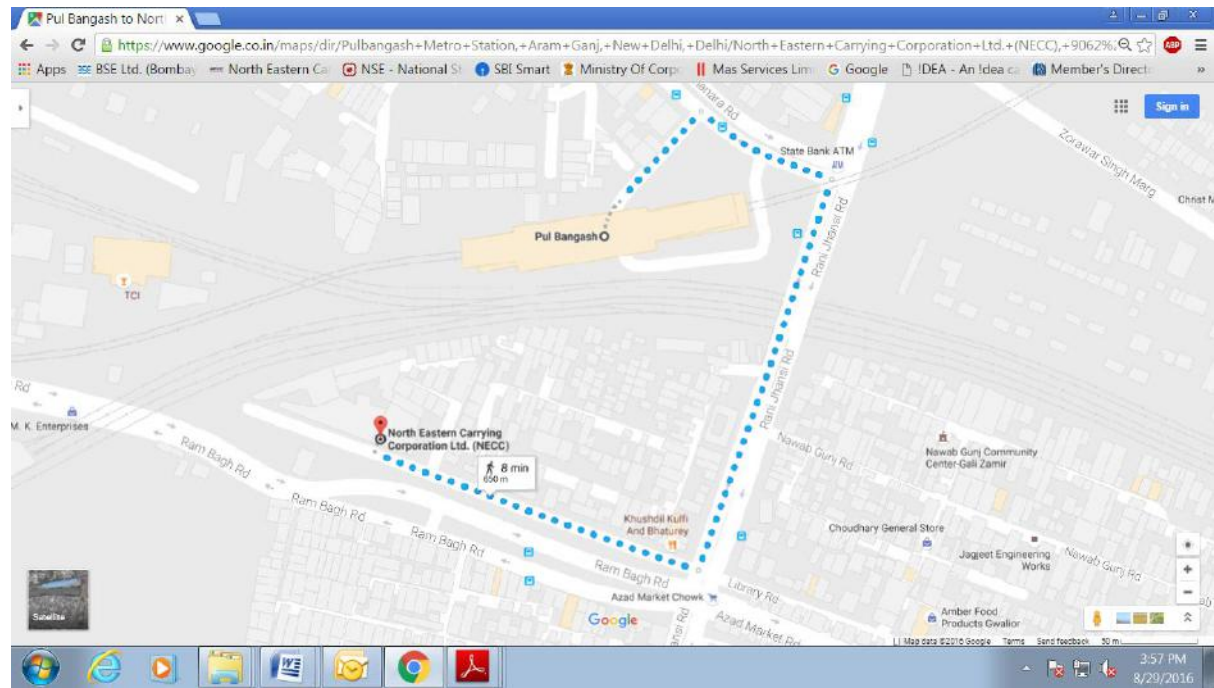 Pul Bangash to Nort
https://www.google.co.in/maps/dir/Pulbangash+Metro+Station,+Aram+Ganj,+New+Delhi,+Delhi/North+Eastern+Carrying+Corporation+Ltd.+(NECC),+9062%
Apps BSE Ltd. (Bombay North Eastern Ca NSE - National St SBI Smart Ministry Of Corp Mas Services Lim Google !DEA - An !dea ca Member's Direct »
Sign in
anara Rd
State Bank ATM
Zorawar Singh Marg
Christ M
Pul Bangash
Rani Jhansi Rd
TCI
Rani Jhansi Rd
Rd
M. K. Enterprises
Ram Bagh Rd
North Eastern Carrying
Corporation Ltd. (NECC)
8 min
650 m
Nawab Gunj Rd
Nawab Gunj Community
Center-Gali Zamir
Ram Bagh Rd
Ram Bagh Rd
Khushdil Kulfi
And Bhaturey
Choudhary General Store
Jagjeet Engineering
Works
Nawab Gunj Rd
Ram Bagh Rd
Library Rd
Azad Market Chowk
Azad Market Rd
nsi Rd
Amber Food
Products Gwalior
Satellite
Google
Map data ©2016 Google Terms Send feedback 50 m
3:57 PM
8/29/2016